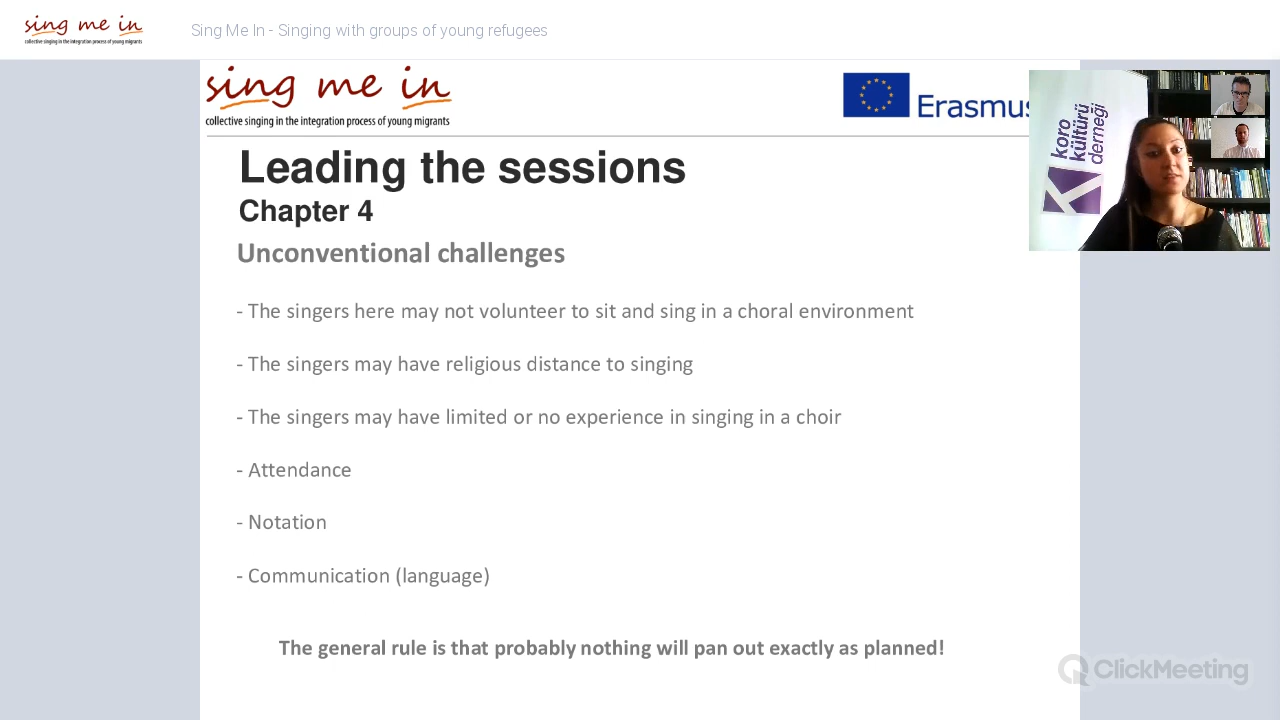 sing me in
collective singing in the integration process of young migrants
Sing Me In - Singing with groups of young refugees
sing me in
collective singing in the integration process of young migrants
Erasmus
koro
kültürü
derneği
Leading the sessions
Chapter 4
Unconventional challenges
- The singers here may not volunteer to sit and sing in a choral environment
- The singers may have religious distance to singing
- The singers may have limited or no experience in singing in a choir
- Attendance
- Notation
- Communication (language)
The general rule is that probably nothing will pan out exactly as planned!
ClickMeeting